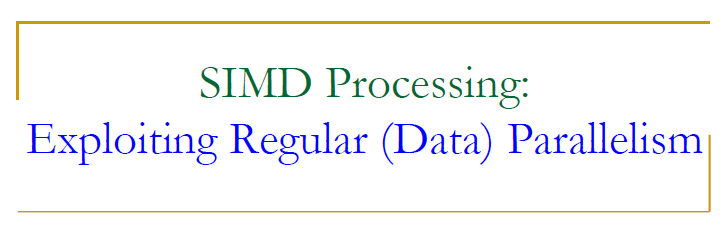 SIMD Processing:
Exploiting Regular (Data) Parallelism